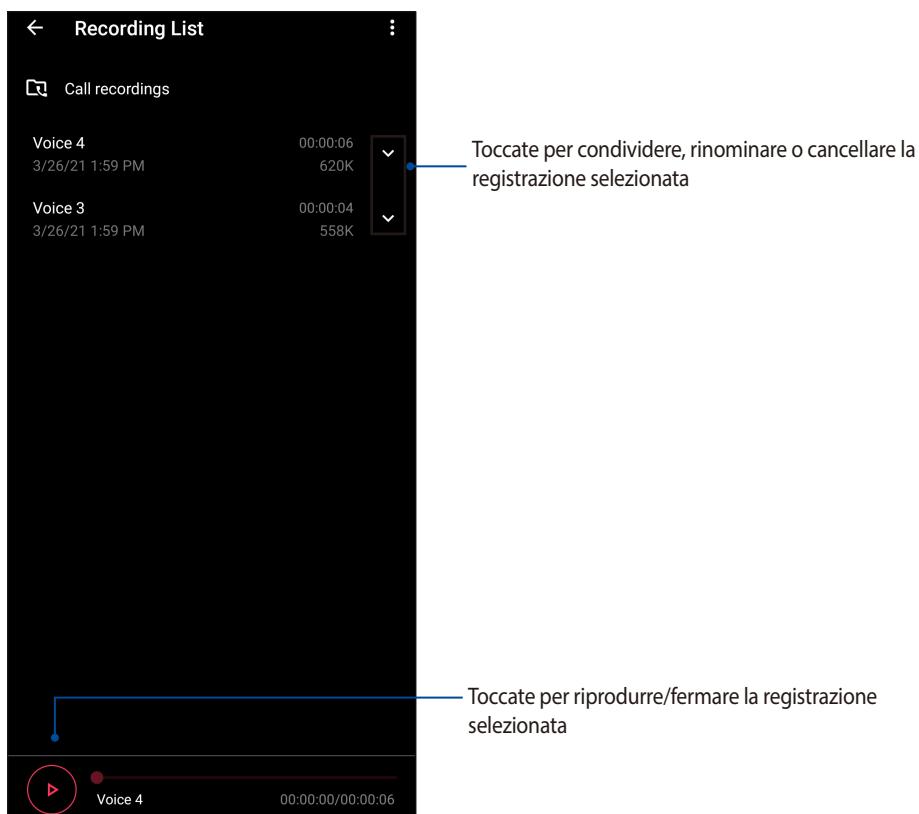 Recording List
Call recordings
Voice 4 00:00:06
3/26/21 1:59 PM 620K
Toccate per condividere, rinominare o cancellare la
registrazione selezionata
Voice 3 00:00:04
3/26/21 1:59 PM 558K
Toccate per riprodurre/fermare la registrazione
selezionata
Voice 4 00:00:00/00:00:06